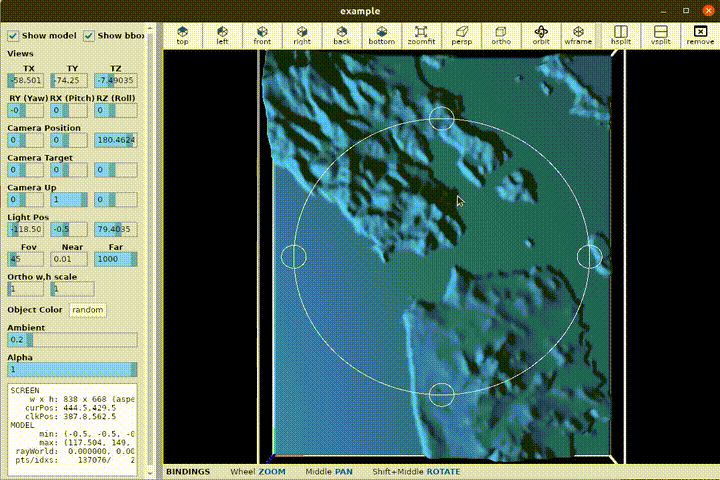 example
Show model Show bbo
top left front right back bottom zoomfit persp ortho orbit wframe hsplit vsplit remove
Views
TX TY TZ
-58.501 -74.25 -7.49035
RY (Yaw) RX (Pitch) RZ (Roll)
-0 0 0
Camera Position
0 0 180.4624
Camera Target
0 0 0
Camera Up
0 1 0
Light Pos
-118.50 -0.5 79.4035
Fov Near Far
45 0.01 1000
Ortho w,h scale
1 1
Object Color random
Ambient
0.2
Alpha
1
SCREEN
w x h: 838 x 668 (aspe
curPos: 444.5,429.5
clkPos: 387.8,562.5
MODEL
min: (-0.5, -0.5, -0
max: (117.504, 149,
rayWorld: 0.000000, 0.00
pts/idxs: 137076/ 2
BINDINGS Wheel ZOOM Middle PAN Shift+Middle ROTATE